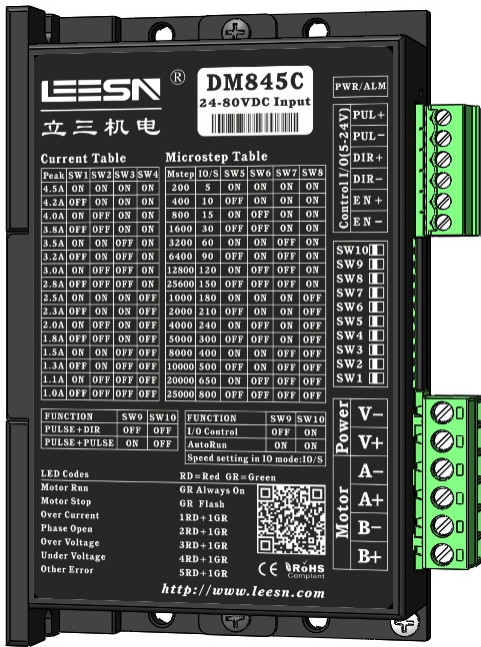 LEESN ®
立三机电
DM845C
24-80VDC Input
PWR/ALM
Current Table
Peak SW1 SW2 SW3 SW4
4.5A ON ON ON ON
4.2A OFF ON ON ON
4.0A ON OFF ON ON
3.8A OFF OFF ON ON
3.5A ON ON OFF ON
3.2A OFF ON OFF ON
3.0A ON OFF OFF ON
2.8A OFF OFF OFF ON
2.5A ON ON ON OFF
2.3A OFF ON ON OFF
2.0A ON OFF ON OFF
1.8A OFF OFF ON OFF
1.5A ON ON OFF OFF
1.3A OFF ON OFF OFF
1.1A ON OFF OFF OFF
1.0A OFF OFF OFF OFF
Microstep Table
Mstep IO/S SW5 SW6 SW7 SW8
200 5 ON ON ON ON
400 10 OFF ON ON ON
800 15 ON OFF ON ON
1600 30 OFF OFF ON ON
3200 60 ON ON OFF ON
6400 90 OFF ON OFF ON
12800 120 ON OFF OFF ON
25600 150 OFF OFF OFF ON
1000 180 ON ON ON OFF
2000 210 OFF ON ON OFF
4000 240 ON OFF ON OFF
5000 300 OFF OFF ON OFF
8000 400 ON ON OFF OFF
10000 500 OFF ON OFF OFF
20000 650 ON OFF OFF OFF
25000 800 OFF OFF OFF OFF
Control I/0(5-24V)
PUL+
PUL-
DIR+
DIR-
EN+
EN-
SW10
SW9
SW8
SW7
SW6
SW5
SW4
SW3
SW2
SW1
FUNCTION SW9 SW10
PULSE+DIR OFF OFF
PULSE+PULSE ON OFF
FUNCTION SW9 SW10
I/O Control OFF ON
AutoRun ON ON
Speed setting in IO mode:IO/S
Power
V-
V+
Motor
A-
A+
B-
B+
LED Codes RD=Red GR=Green
Motor Run GR Always On
Motor Stop GR Flash
Over Current 1RD+1GR
Phase Open 2RD+1GR
Over Voltage 3RD+1GR
Under Voltage 4RD+1GR
Other Error 5RD+1GR
CE RoHS
Compliant
http://www.leesn.com